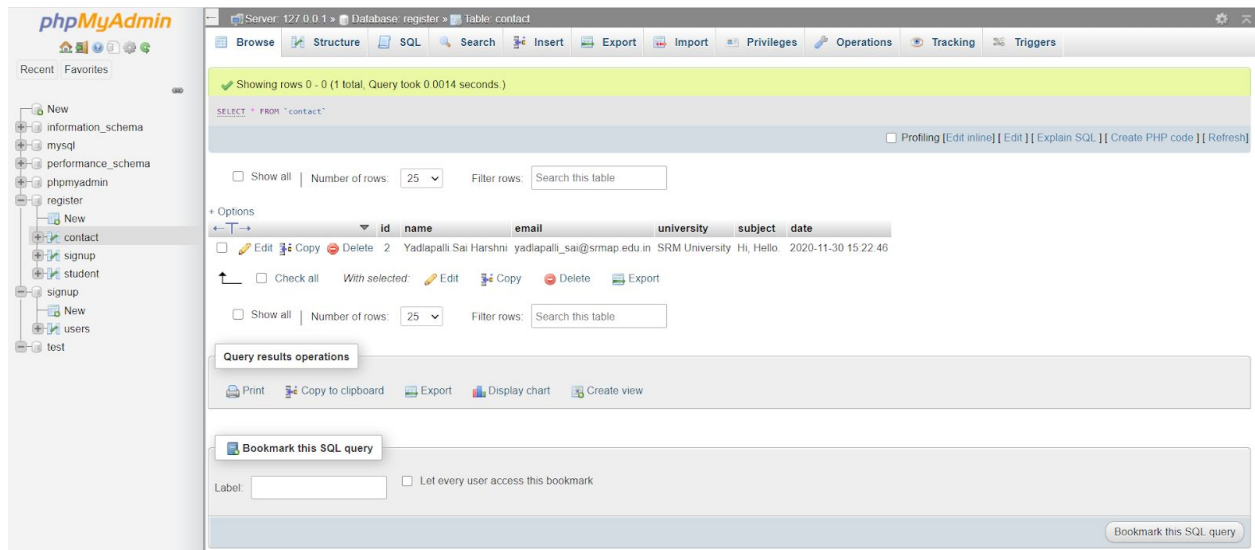 phpMyAdmin
Recent Favorites
New
information_schema
mysql
performance_schema
phpmyadmin
register
New
contact
signup
student
signup
New
users
test
Server: 127.0.0.1 » Database: register » Table: contact
Browse Structure SQL Search Insert Export Import Privileges Operations Tracking Triggers
Showing rows 0 - 0 (1 total, Query took 0.0014 seconds.)
SELECT * FROM `contact`
Profiling [Edit inline] [ Edit ] [ Explain SQL ] [ Create PHP code ] [ Refresh]
Show all | Number of rows: 25 Filter rows: Search this table
+ Options
←T→ ▼ id name email university subject date
Edit Copy Delete 2 Yadlapalli Sai Harshni yadlapalli_sai@srmap.edu.in SRM University Hi, Hello. 2020-11-30 15:22:46
Check all With selected: Edit Copy Delete Export
Show all | Number of rows: 25 Filter rows: Search this table
Query results operations
Print Copy to clipboard Export Display chart Create view
Bookmark this SQL query
Label: Let every user access this bookmark
Bookmark this SQL query